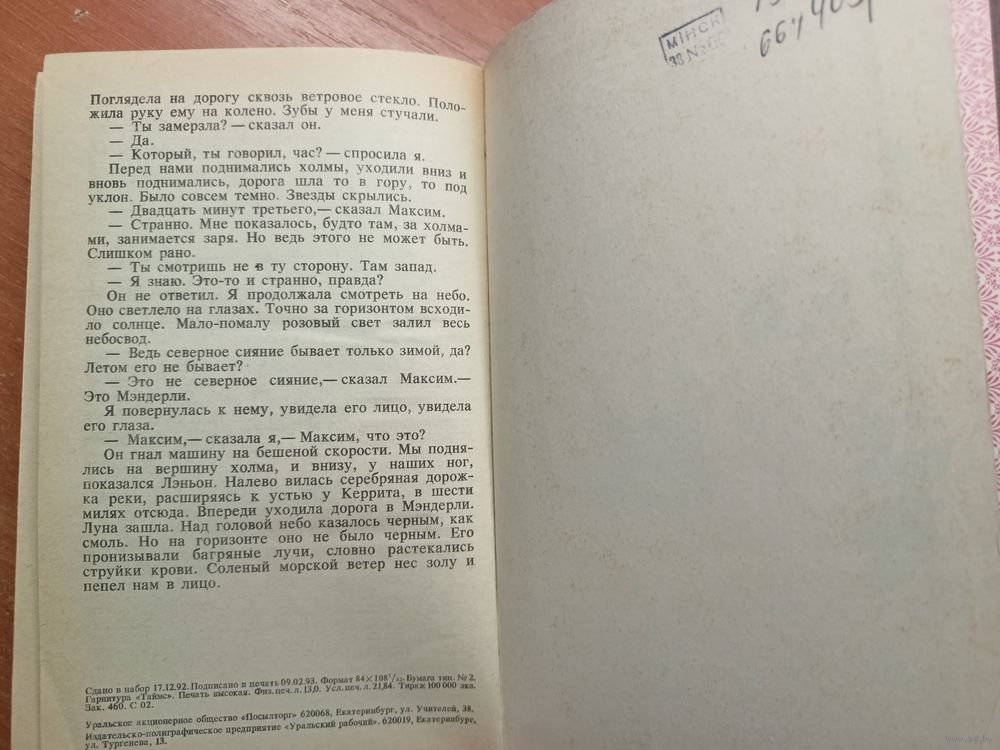 Поглядела на дорогу сквозь ветровое стекло. Поло-
жила руку ему на колено. Зубы у меня стучали.
— Ты замерзла? — сказал он.
— Да.
— Который, ты говорил, час? — спросила я.
Перед нами поднимались холмы, уходили вниз и
вновь поднимались, дорога шла то в гору, то под
уклон. Было совсем темно. Звезды скрылись.
— Двадцать минут третьего,— сказал Максим.
— Странно. Мне показалось, будто там, за холма-
ми, занимается заря. Но ведь этого не может быть.
Слишком рано.
— Ты смотришь не в ту сторону. Там запад.
— Я знаю. Это-то и странно, правда?
Он не ответил. Я продолжала смотреть на небо.
Оно светлело на глазах. Точно за горизонтом всходи-
ло солнце. Мало-помалу розовый свет залил весь
небосвод.
— Ведь северное сияние бывает только зимой, да?
Летом его не бывает?
— Это не северное сияние,— сказал Максим.—
Это Мэндерли.
Я повернулась к нему, увидела его лицо, увидела
его глаза.
— Максим,— сказала я,— Максим, что это?
Он гнал машину на бешеной скорости. Мы подня-
лись на вершину холма, и внизу, у наших ног,
показался Лэньон. Налево вилась серебряная дорож-
ка реки, расширяясь к устью у Керрита, в шести
милях отсюда. Впереди уходила дорога в Мэндерли.
Луна зашла. Над головой небо казалось черным, как
смоль. Но на горизонте оно не было черным. Его
пронизывали багряные лучи, словно растекались
струйки крови. Соленый морской ветер нес золу и
пепел нам в лицо.
Сдано в набор 17.12.92. Подписано в печать 09.02.93. Формат 84×108¹/₃₂. Бумага тип. № 2.
Гарнитура «Таймс». Печать высокая. Физ.печ.л. 13,0. Усл.печ.л. 21,84. Тираж 100 000 экз.
Зак. 460. С 02.
Уральское акционерное общество «Посылторг» 620068, Екатеринбург, ул. Учителей, 38.
Издательско-полиграфическое предприятие «Уральский рабочий». 620019, Екатеринбург,
ул. Тургенева, 13.
МІНСК